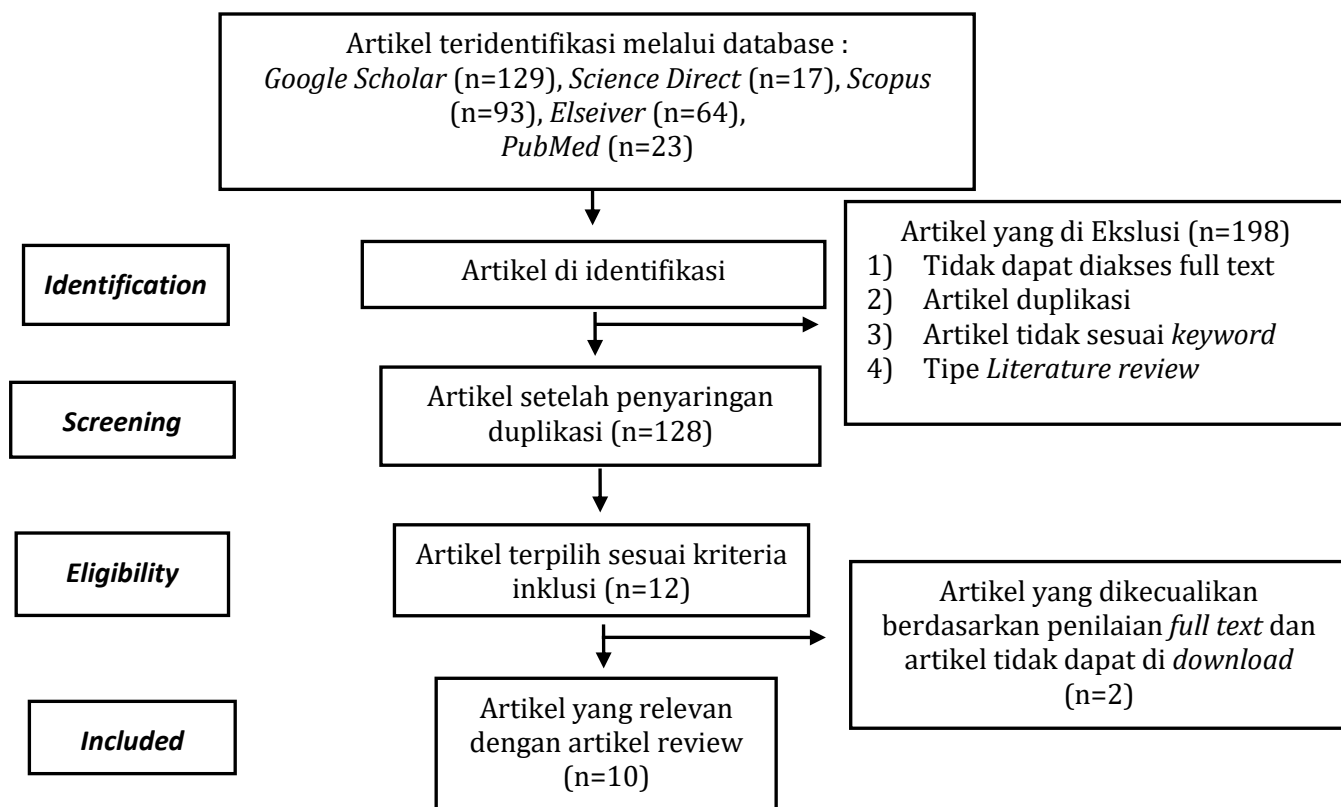 Artikel teridentifikasi melalui database :
Google Scholar (n=129), Science Direct (n=17), Scopus
(n=93), Elseiver (n=64),
PubMed (n=23)
Identification
Artikel di identifikasi
Artikel yang di Ekslusi (n=198)
1) Tidak dapat diakses full text
2) Artikel duplikasi
3) Artikel tidak sesuai keyword
4) Tipe Literature review
Screening
Artikel setelah penyaringan
duplikasi (n=128)
Eligibility
Artikel terpilih sesuai kriteria
inklusi (n=12)
Artikel yang dikecualikan
berdasarkan penilaian full text dan
artikel tidak dapat di download
(n=2)
Included
Artikel yang relevan
dengan artikel review
(n=10)